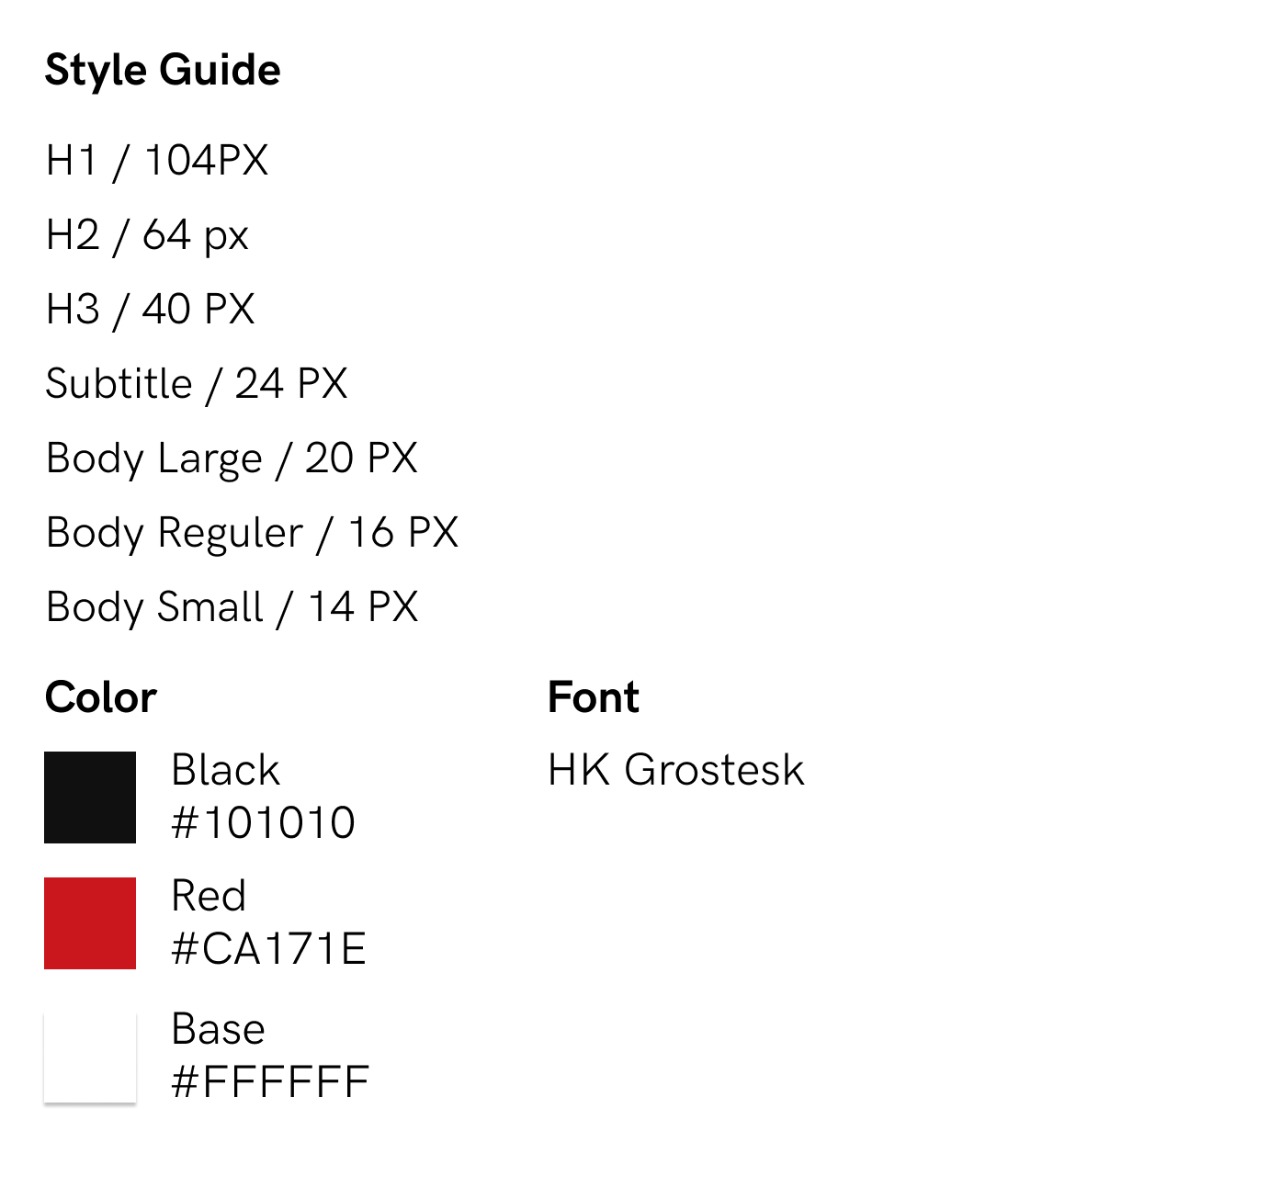 Style Guide
H1 / 104PX
H2 / 64 px
H3 / 40 PX
Subtitle / 24 PX
Body Large / 20 PX
Body Reguler / 16 PX
Body Small / 14 PX
Color
Black
#101010
Red
#CA171E
Base
#FFFFFF
Font
HK Grostesk